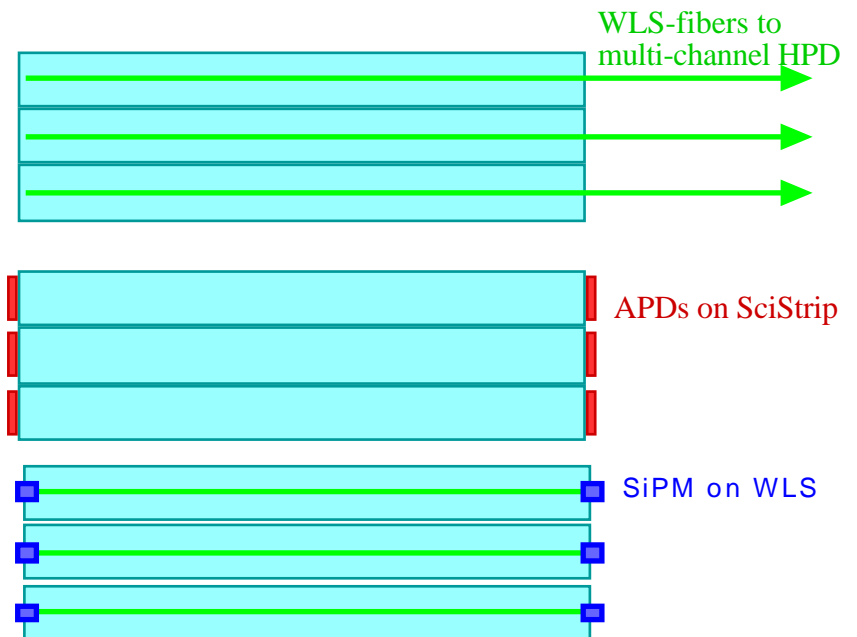 WLS-fibers to
multi-channel HPD
APDs on SciStrip
SiPM on WLS